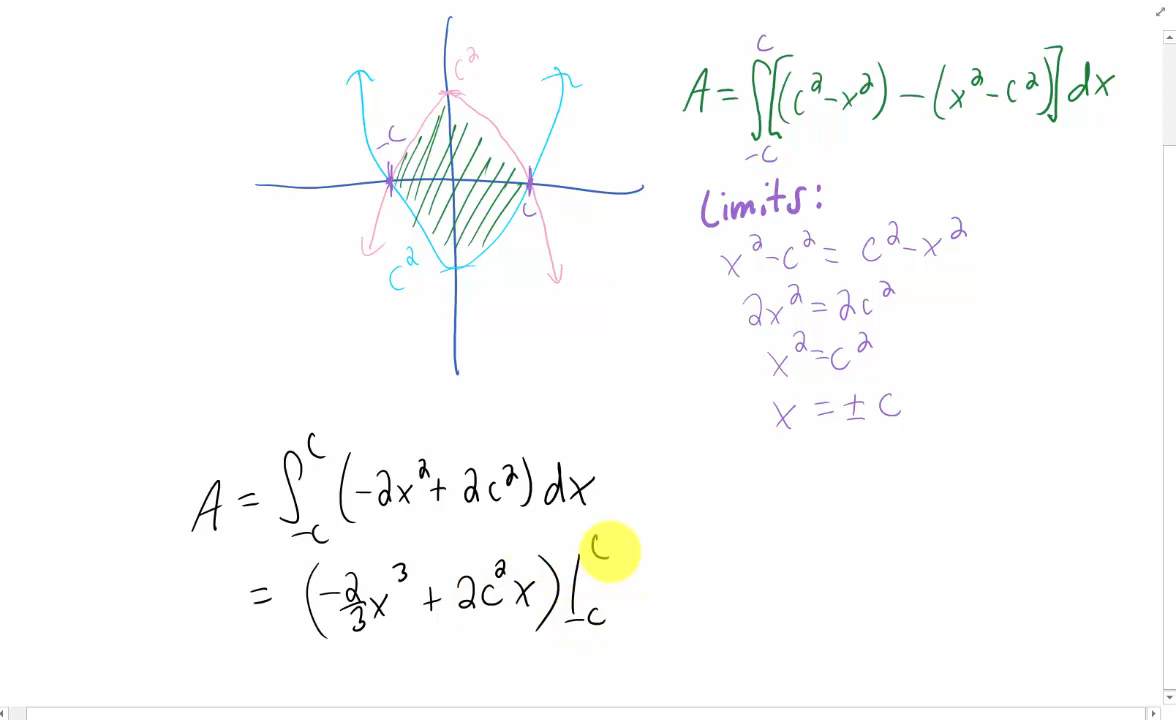 c²
-c
c
c²
A = ∫_{-c}^{c} [(c²-x²) - (x²-c²)] dx
Limits:
x²-c² = c²-x²
2x² = 2c²
x² = c²
x = ± c
A = ∫_{-c}^{c} (-2x² + 2c²) dx
= (-2/3 x³ + 2c²x) |_{-c}^{c}